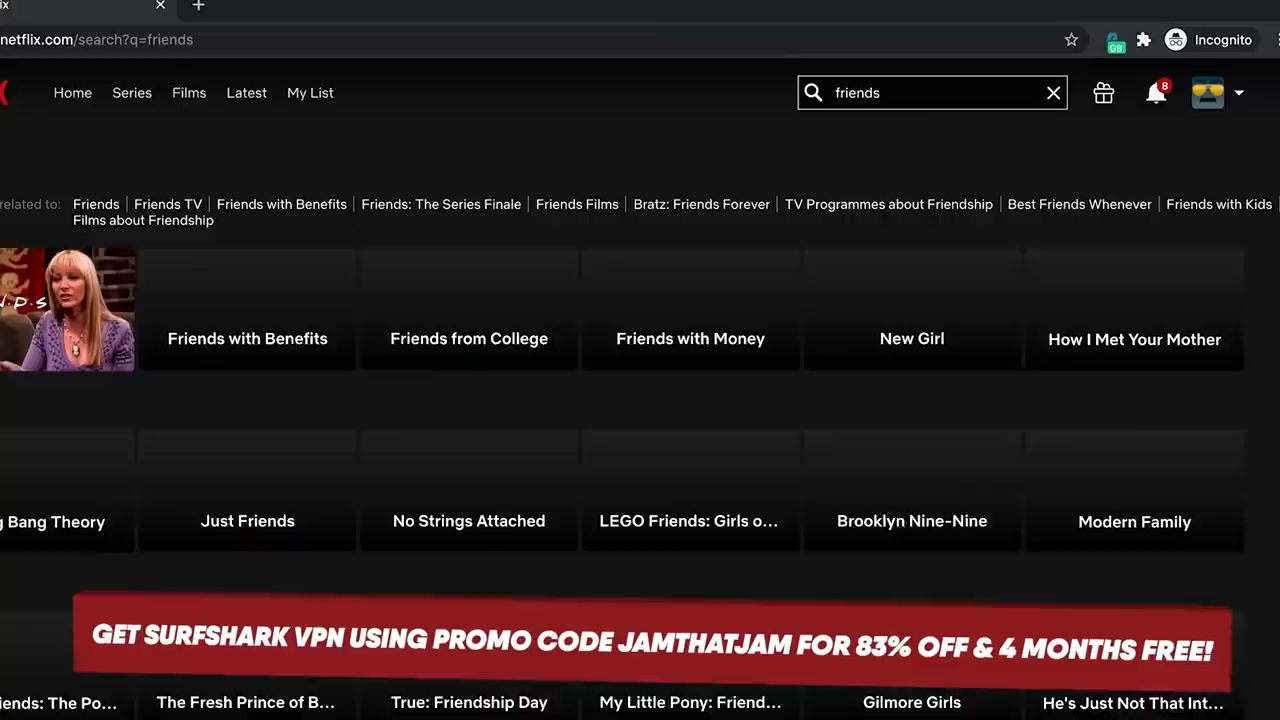 ix
netflix.com/search?q=friends
GB
Incognito
Home Series Films Latest My List
friends
8
related to: Friends | Friends TV | Friends with Benefits | Friends: The Series Finale | Friends Films | Bratz: Friends Forever | TV Programmes about Friendship | Best Friends Whenever | Friends with Kids
Films about Friendship
N·D·S
Friends with Benefits
Friends from College
Friends with Money
New Girl
How I Met Your Mother
g Bang Theory
Just Friends
No Strings Attached
LEGO Friends: Girls o...
Brooklyn Nine-Nine
Modern Family
GET SURFSHARK VPN USING PROMO CODE JAMTHATJAM FOR 83% OFF & 4 MONTHS FREE!
iends: The Po...
The Fresh Prince of B...
True: Friendship Day
My Little Pony: Friend...
Gilmore Girls
He's Just Not That Int...